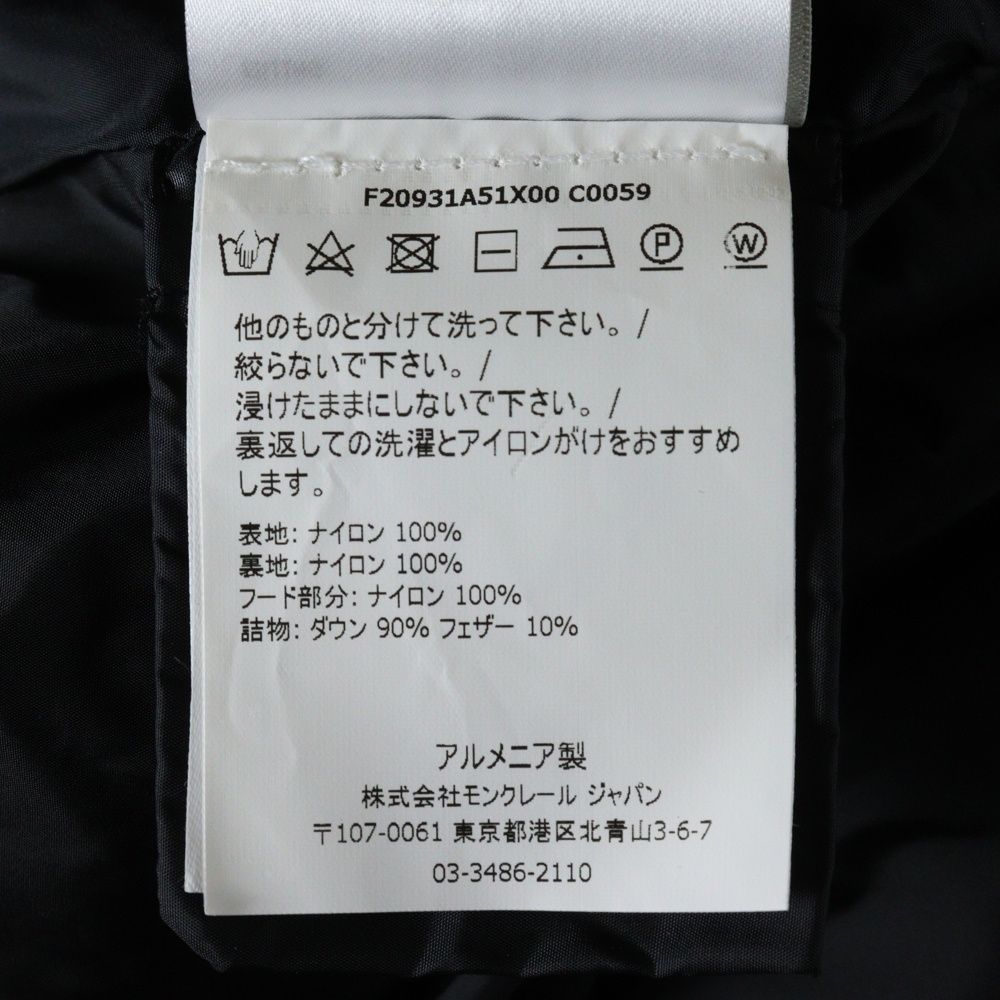 F20931A51X00 C0059
P W
他のものと分けて洗って下さい。/
絞らないで下さい。/
浸けたままにしないで下さい。/
裏返しての洗濯とアイロンがけをおすすめ
します。
表地: ナイロン 100%
裏地: ナイロン 100%
フード部分: ナイロン 100%
詰物: ダウン 90% フェザー 10%
アルメニア製
株式会社モンクレール ジャパン
〒107-0061 東京都港区北青山3-6-7
03-3486-2110